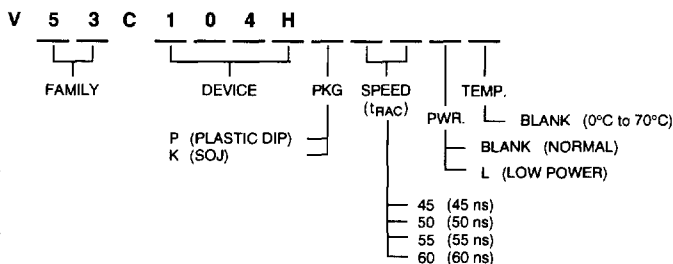 V 5 3 C 1 0 4 H
FAMILY DEVICE PKG SPEED TEMP.
(tRAC) PWR.
BLANK (0°C to 70°C)
P (PLASTIC DIP) BLANK (NORMAL)
K (SOJ) L (LOW POWER)
45 (45 ns)
50 (50 ns)
55 (55 ns)
60 (60 ns)